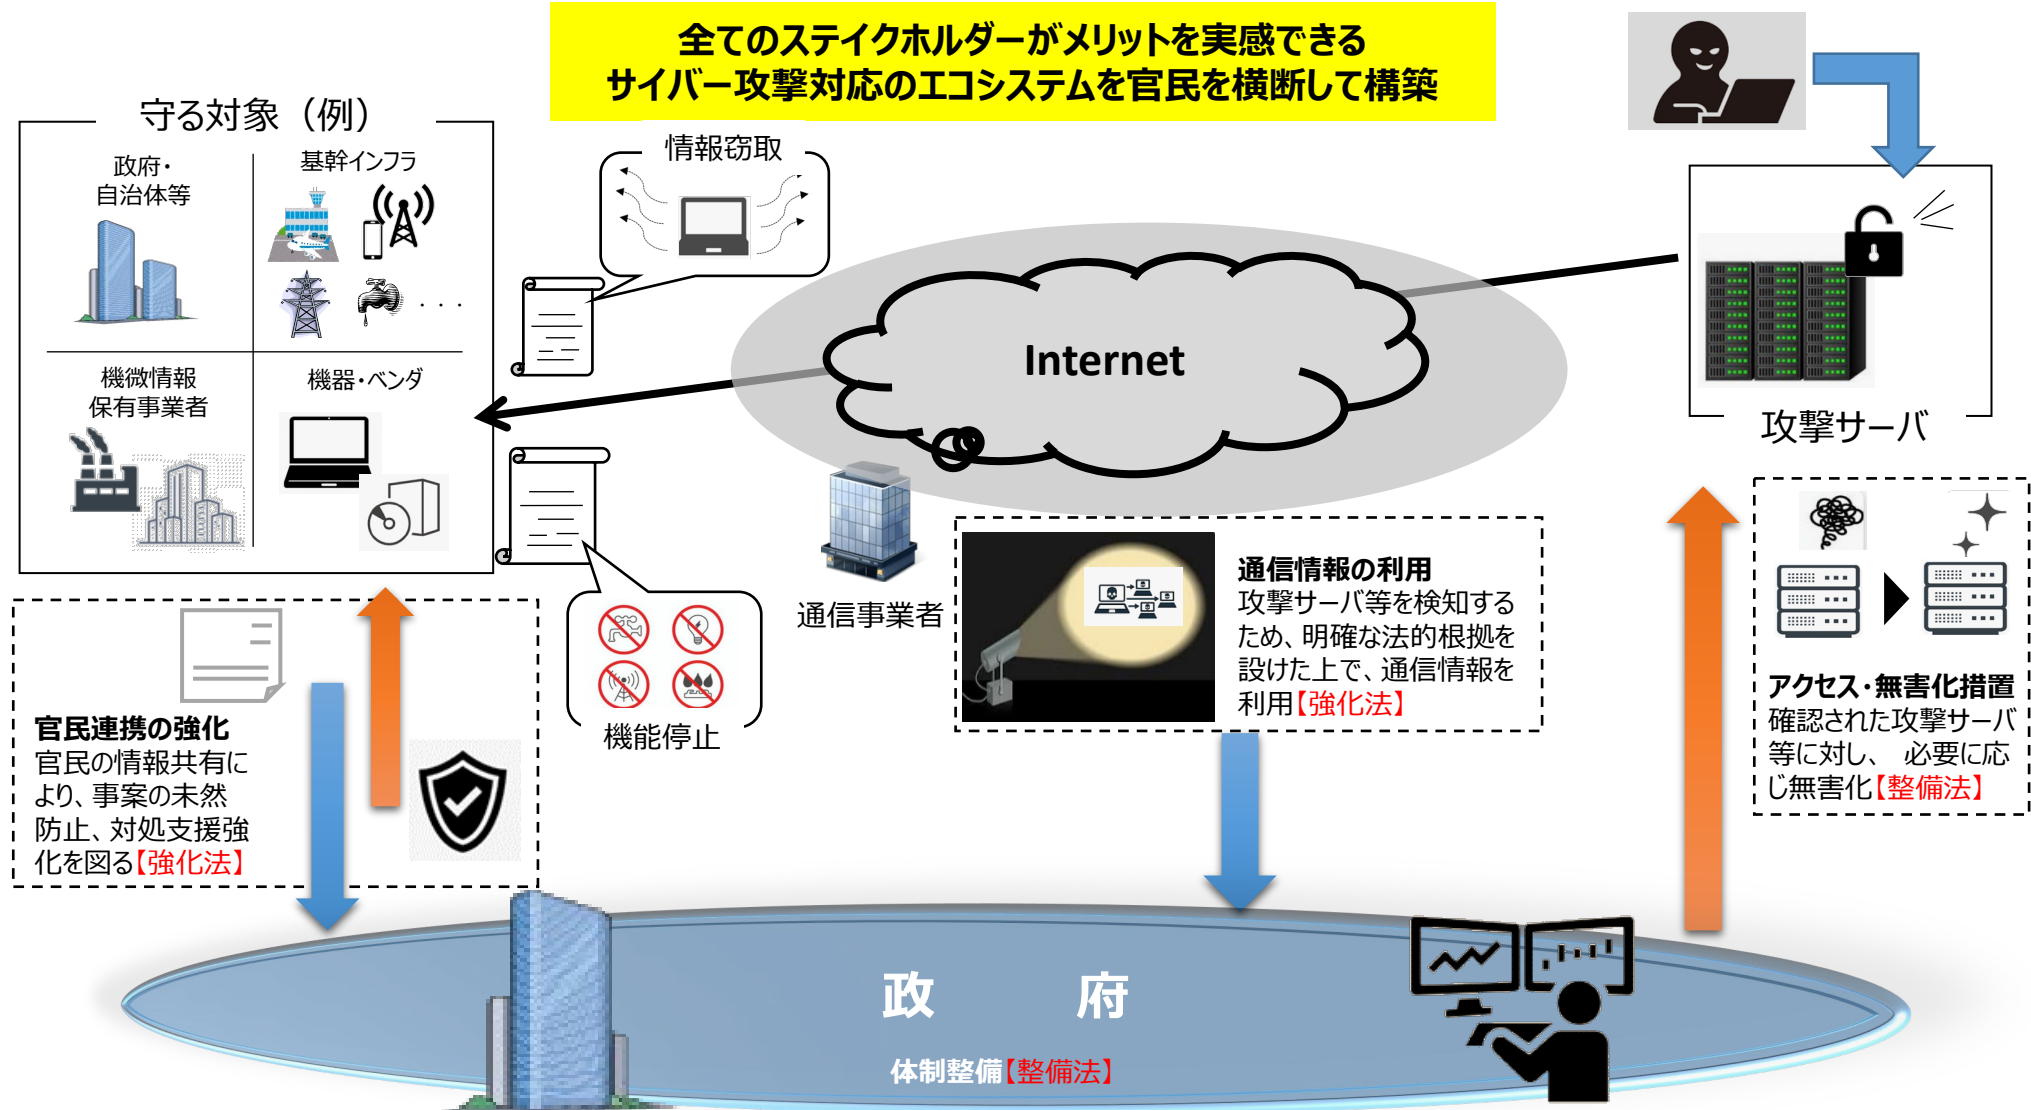 全てのステイクホルダーがメリットを実感できる
サイバー攻撃対応のエコシステムを官民を横断して構築
守る対象（例）
政府・
自治体等
基幹インフラ
・・・
機微情報
保有事業者
機器・ベンダ
情報窃取
Internet
攻撃サーバ
通信事業者
機能停止
官民連携の強化
官民の情報共有に
より、事案の未然
防止、対処支援強
化を図る【強化法】
通信情報の利用
攻撃サーバ等を検知する
ため、明確な法的根拠を
設けた上で、通信情報を
利用【強化法】
アクセス・無害化措置
確認された攻撃サーバ
等に対し、 必要に応
じ無害化【整備法】
政 府
体制整備【整備法】